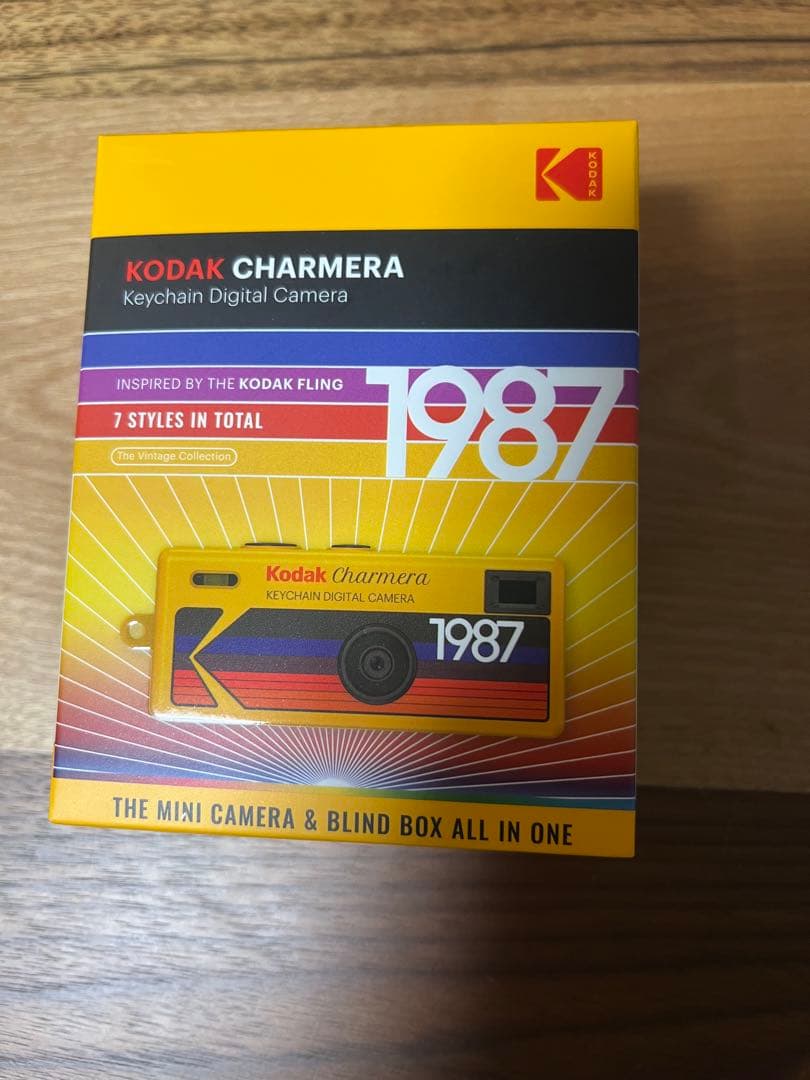 KODAK
KODAK CHARMERA
Keychain Digital Camera
INSPIRED BY THE KODAK FLING
1987
7 STYLES IN TOTAL
The Vintage Collection
Kodak Charmera
KEYCHAIN DIGITAL CAMERA
1987
THE MINI CAMERA & BLIND BOX ALL IN ONE